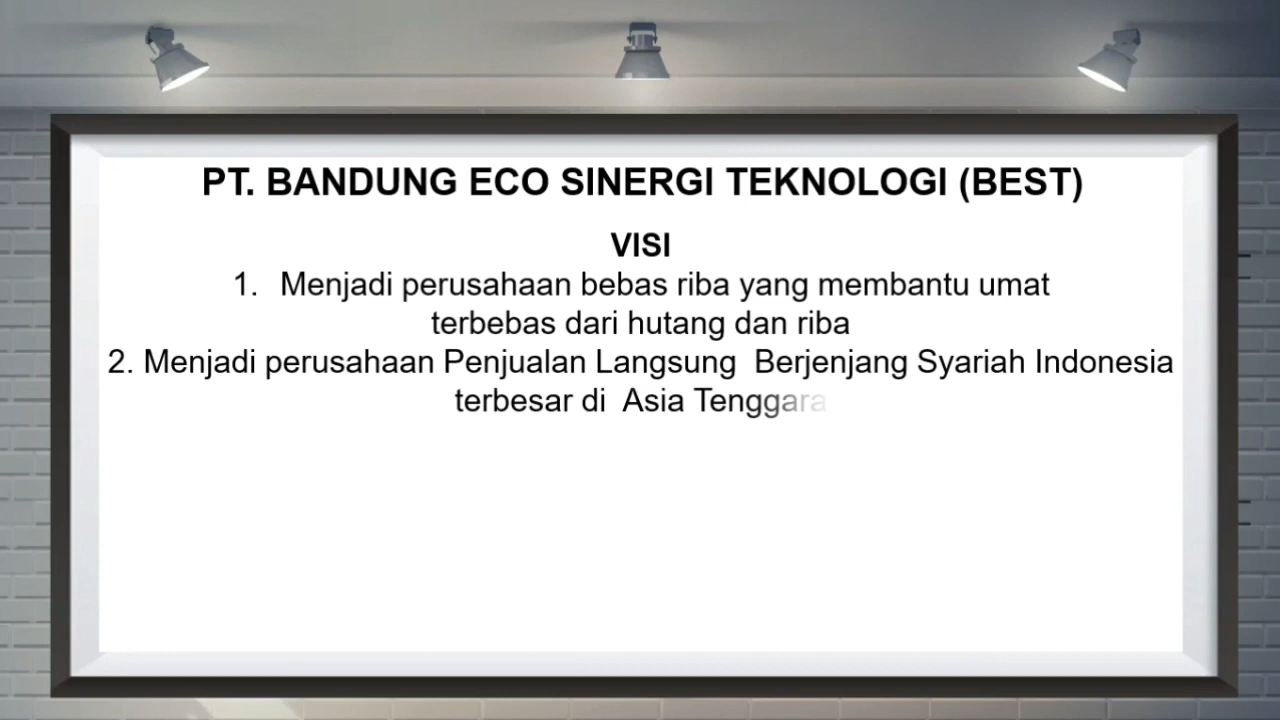 PT. BANDUNG ECO SINERGI TEKNOLOGI (BEST)
VISI
1. Menjadi perusahaan bebas riba yang membantu umat
terbebas dari hutang dan riba
2. Menjadi perusahaan Penjualan Langsung Berjenjang Syariah Indonesia
terbesar di Asia Tenggara